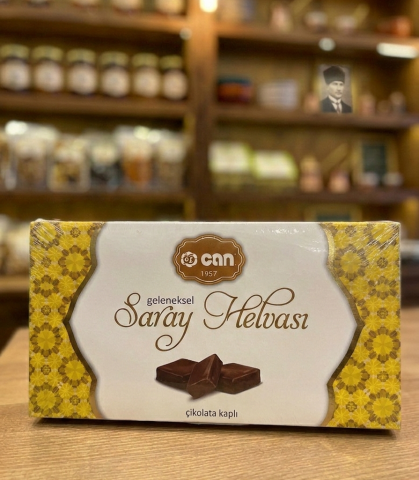 can
1957
geleneksel
Saray Helvası
çikolata kaplı